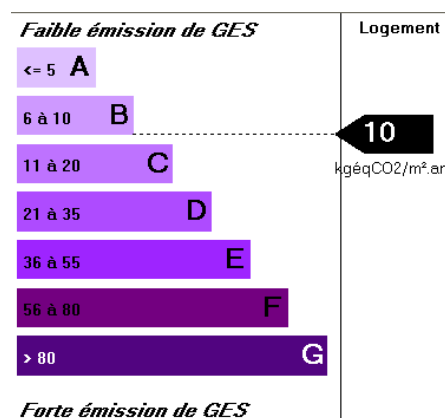 Faible émission de GES
Logement
<= 5 A
6 à 10 B
10
kgéqCO2/m².an
11 à 20 C
21 à 35 D
36 à 55 E
56 à 80 F
> 80 G
Forte émission de GES